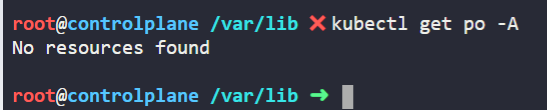 root@controlplane /var/lib ✖ kubectl get po -A
No resources found
root@controlplane /var/lib ➜